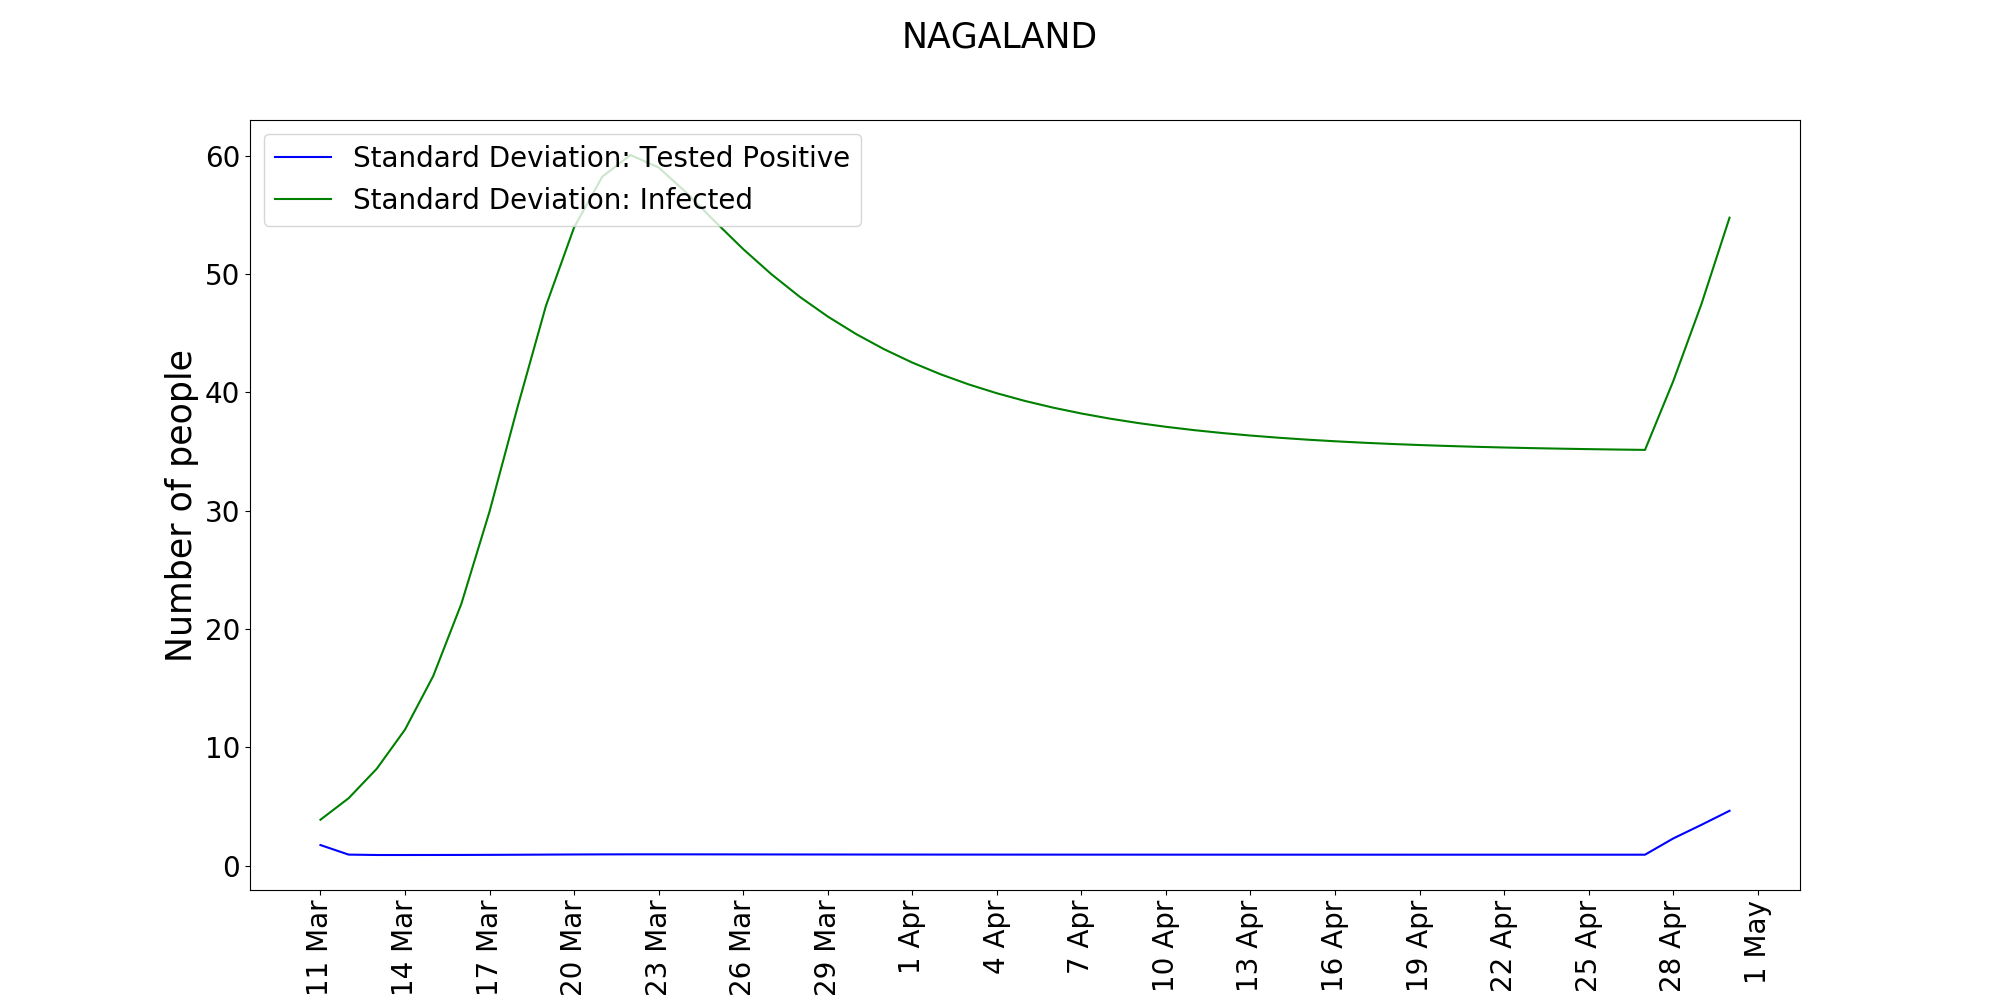 NAGALAND
Standard Deviation: Tested Positive
Standard Deviation: Infected
Number of people
60
50
40
30
20
10
0
11 Mar
14 Mar
17 Mar
20 Mar
23 Mar
26 Mar
29 Mar
1 Apr
4 Apr
7 Apr
10 Apr
13 Apr
16 Apr
19 Apr
22 Apr
25 Apr
28 Apr
1 May